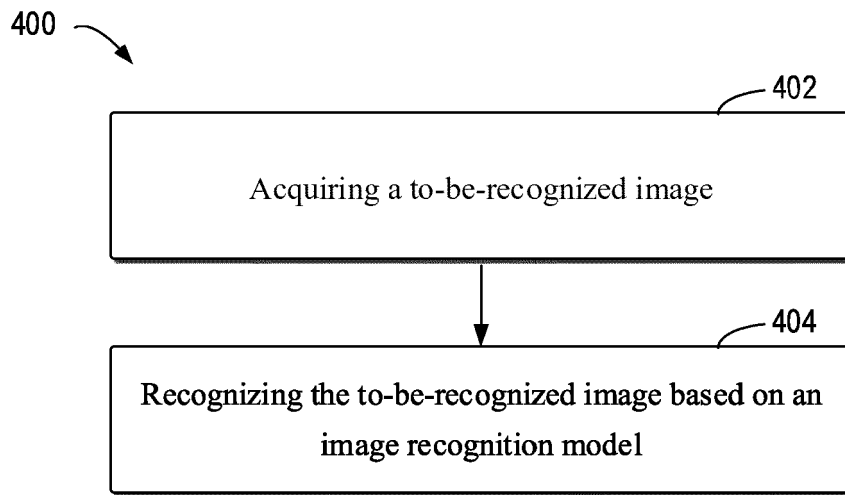 400
402
Acquiring a to-be-recognized image
404
Recognizing the to-be-recognized image based on an
image recognition model